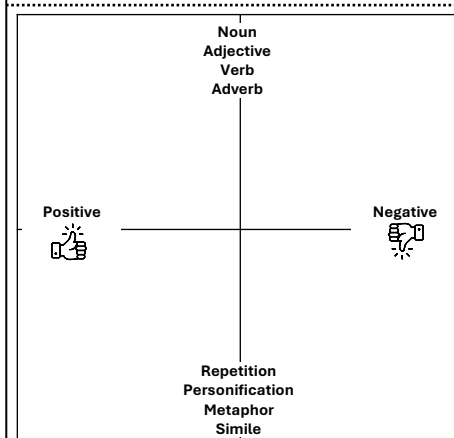 Noun
Adjective
Verb
Adverb
Positive
Negative
Repetition
Personification
Metaphor
Simile